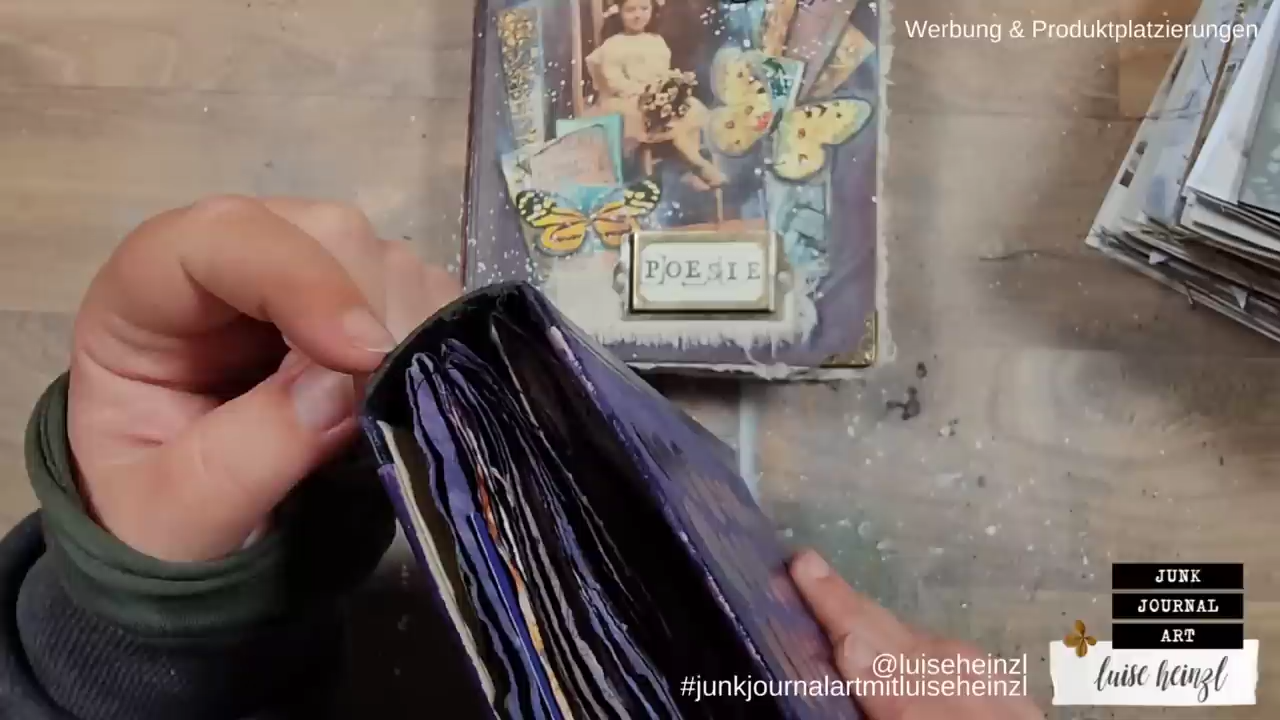 Werbung & Produktplatzierungen
POESIE
JUNK
JOURNAL
ART
luise heinzl
@luiseheinzl
#junkjournalartmitluiseheinzl